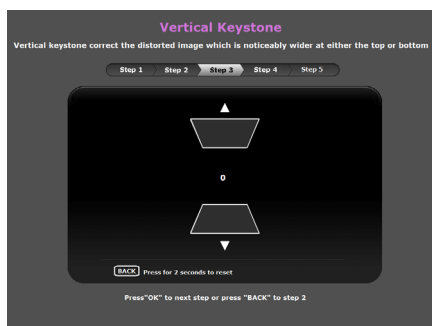 Vertical Keystone
Vertical keystone correct the distorted image which is noticeably wider at either the top or bottom
Step 1 Step 2 Step 3 Step 4 Step 5
0
BACK Press for 2 seconds to reset
Press"OK" to next step or press "BACK" to step 2